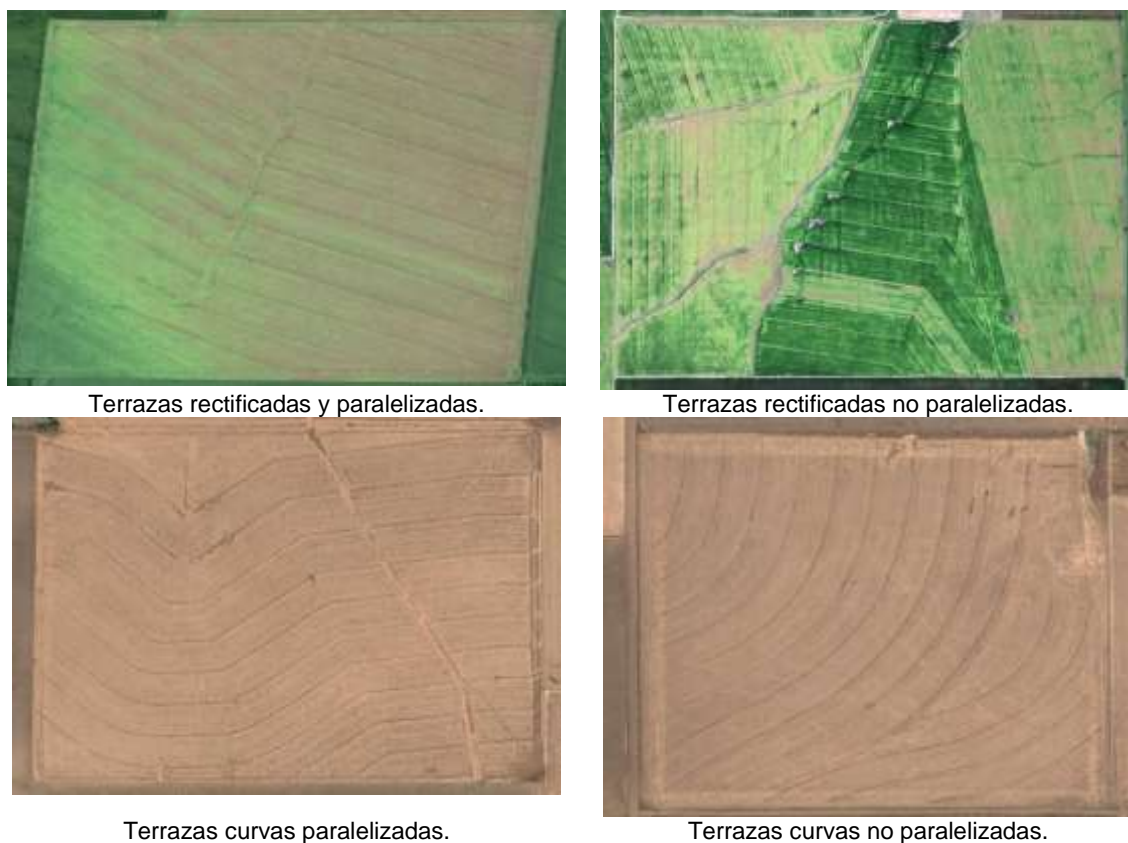 Terrazas rectificadas y paralelizadas.
Terrazas rectificadas no paralelizadas.
Terrazas curvas paralelizadas.
Terrazas curvas no paralelizadas.